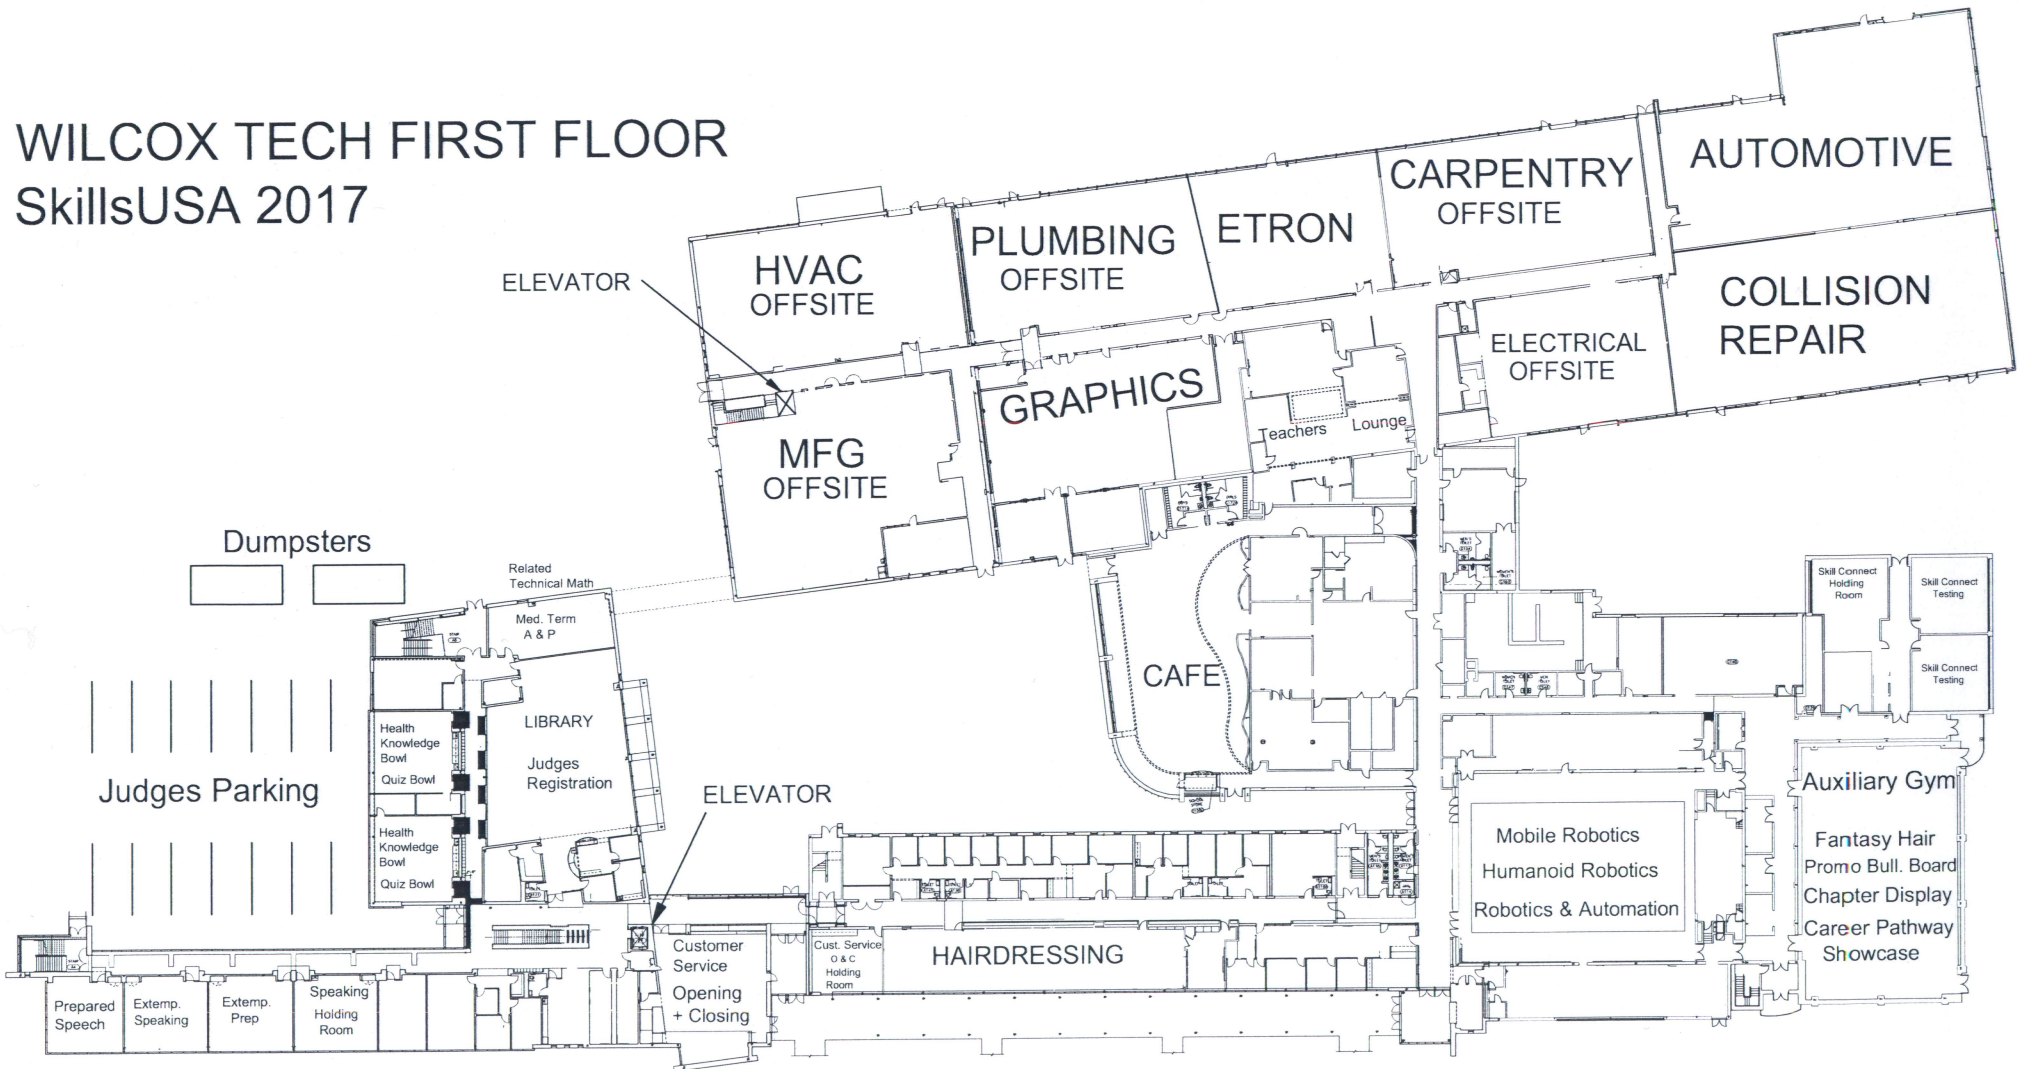 WILCOX TECH FIRST FLOOR
SkillsUSA 2017
AUTOMOTIVE
CARPENTRY
OFFSITE
ETRON
PLUMBING
OFFSITE
HVAC
OFFSITE
ELEVATOR
COLLISION
REPAIR
ELECTRICAL
OFFSITE
GRAPHICS
Teachers Lounge
MFG
OFFSITE
Dumpsters
Related
Technical Math
Med. Term
A & P
Skill Connect
Holding
Room
Skill Connect
Testing
Skill Connect
Testing
CAFE
LIBRARY
Judges
Registration
Health
Knowledge
Bowl
Quiz Bowl
Judges Parking
ELEVATOR
Health
Knowledge
Bowl
Quiz Bowl
Auxiliary Gym
Fantasy Hair
Promo Bull. Board
Chapter Display
Career Pathway
Showcase
Mobile Robotics
Humanoid Robotics
Robotics & Automation
Customer
Service
Opening
+ Closing
Cust. Service
O & C
Holding
Room
HAIRDRESSING
Prepared
Speech
Extemp.
Speaking
Extemp.
Prep
Speaking
Holding
Room